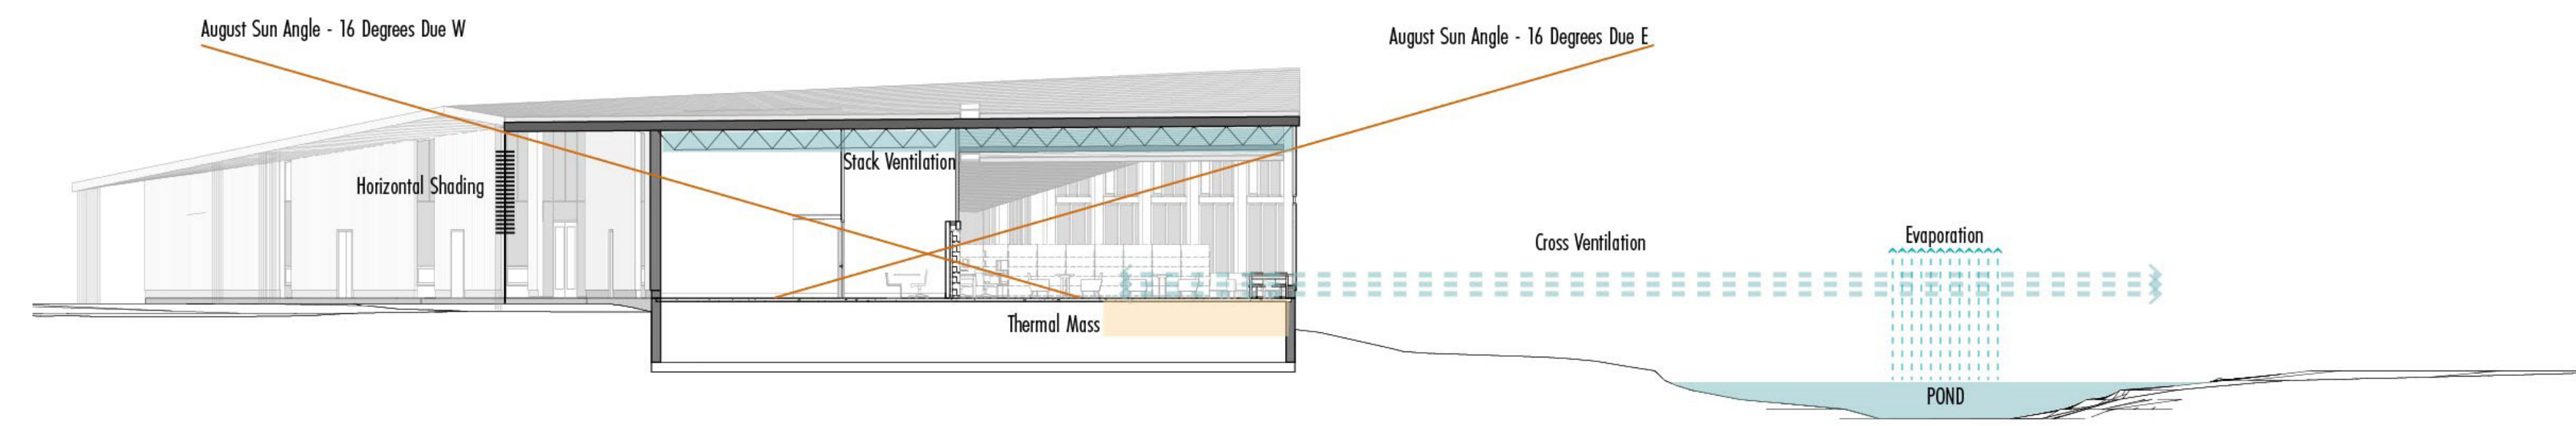 August Sun Angle - 16 Degrees Due W
August Sun Angle - 16 Degrees Due E
Stack Ventilation
Horizontal Shading
Cross Ventilation
Evaporation
Thermal Mass
POND